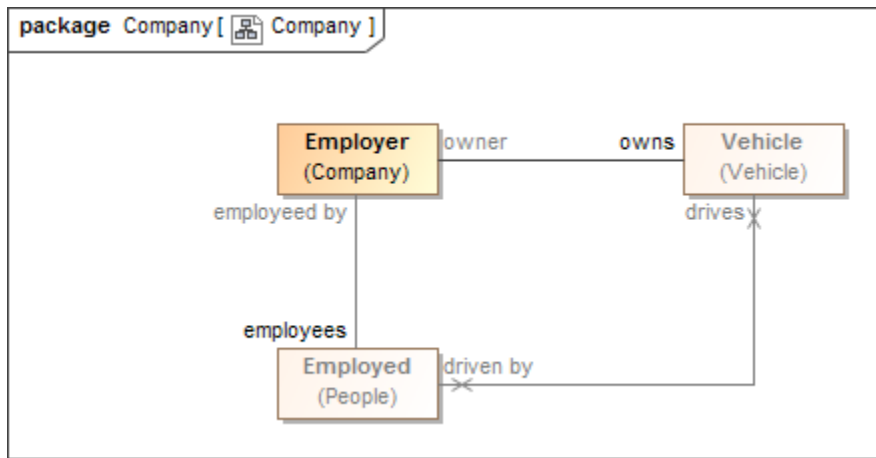 package Company [ Company ]
Employer
(Company)
owner
owns
Vehicle
(Vehicle)
employeed by
drives
employees
Employed
(People)
driven by